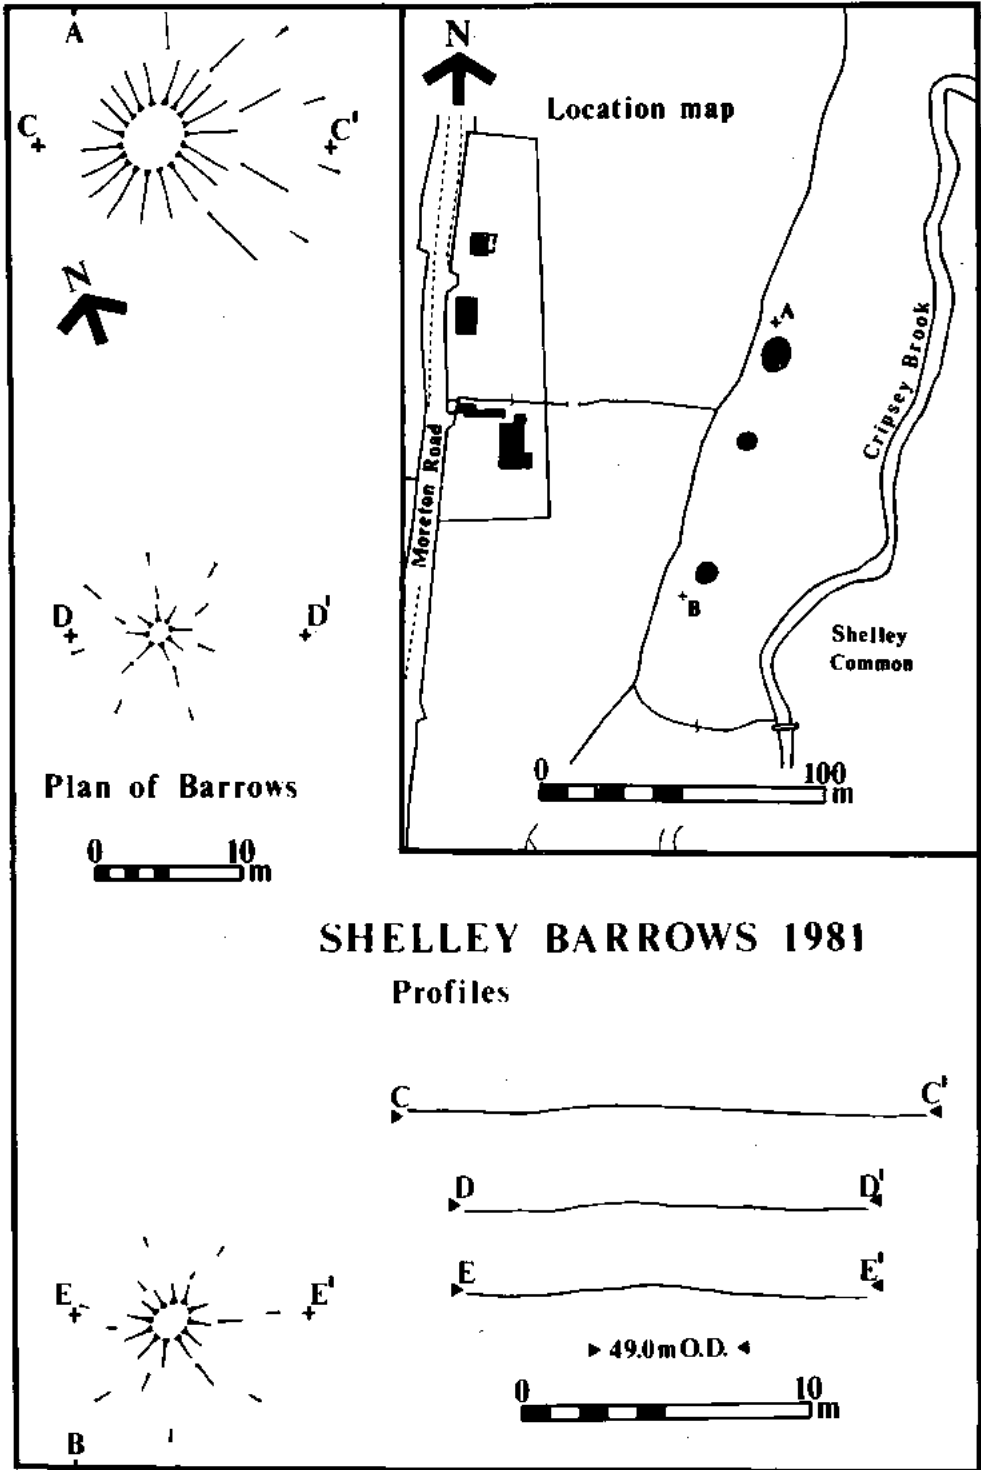 A
C
C'
N
D
D'
Plan of Barrows
0 10
m
E
E'
B
N
Location map
A
Cripsey Brook
Moreton Road
B
Shelley
Common
0 100
m
SHELLEY BARROWS 1981
Profiles
C C'
D D'
E E'
49.0m O.D.
0 10
m